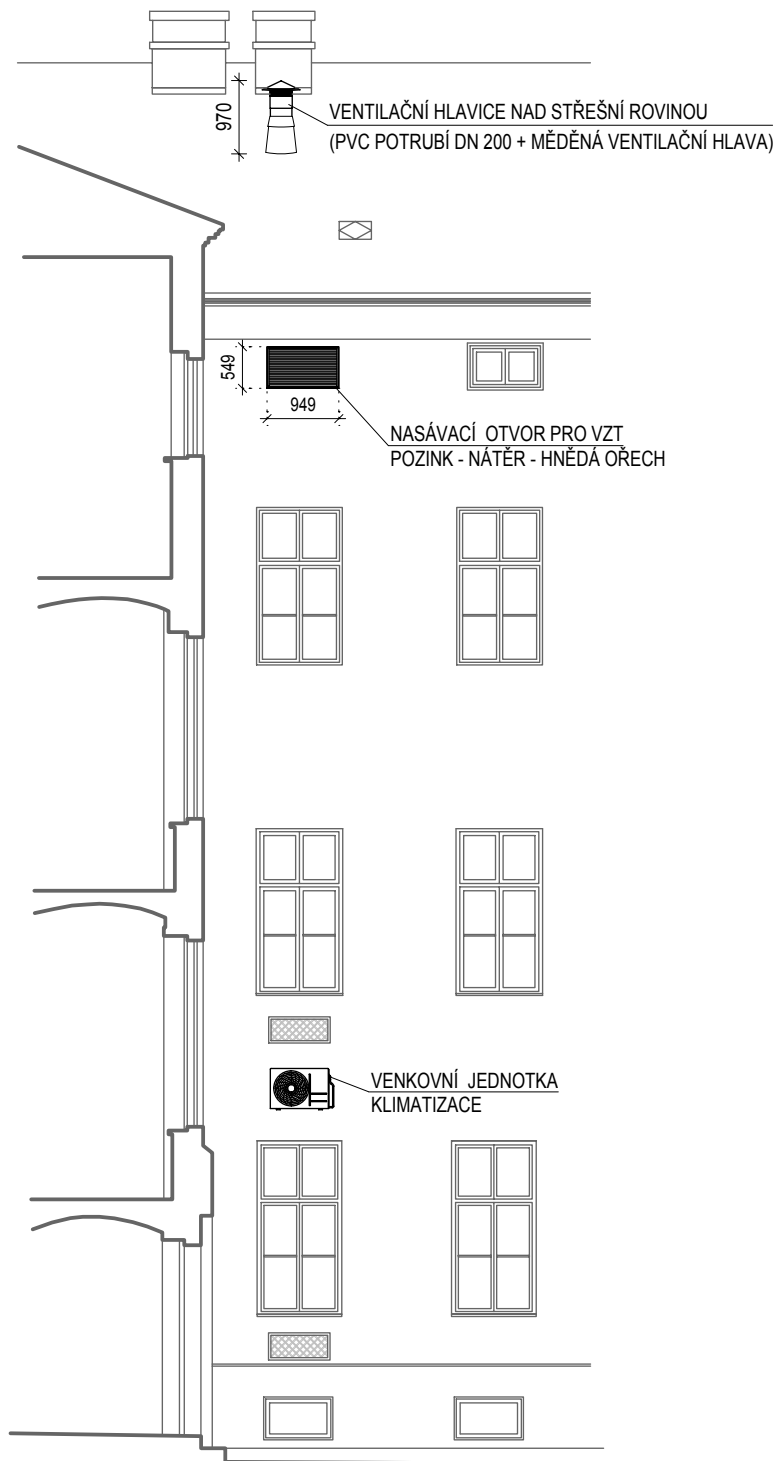 970
VENTILAČNÍ HLAVICE NAD STŘEŠNÍ ROVINOU
(PVC POTRUBÍ DN 200 + MĚDĚNÁ VENTILAČNÍ HLAVA)
549
949
NASÁVACÍ OTVOR PRO VZT
POZINK - NÁTĚR - HNĚDÁ OŘECH
VENKOVNÍ JEDNOTKA
KLIMATIZACE